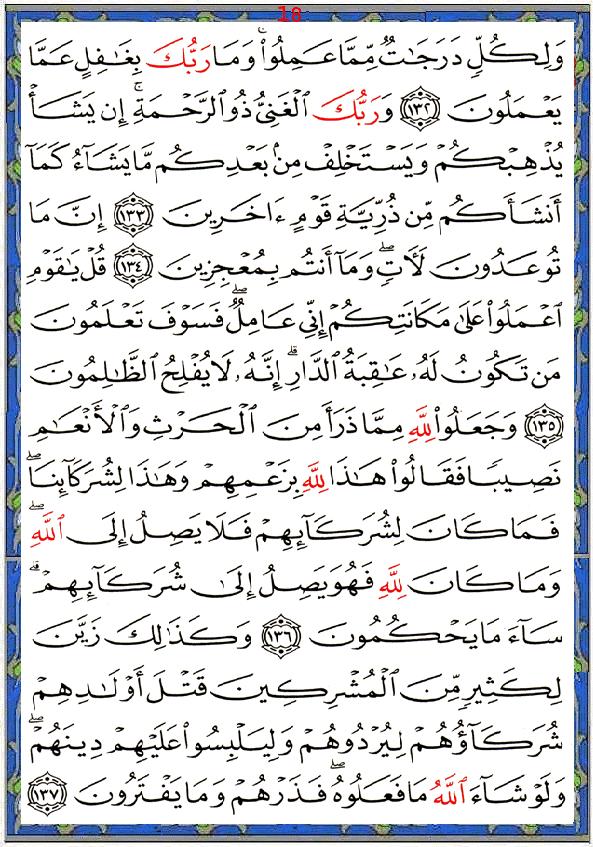 18
وَلِكُلٍّ دَرَجَٰتٌ مِّمَّا عَمِلُوا۟ ۚ وَمَا رَبُّكَ بِغَٰفِلٍ عَمَّا
يَعْمَلُونَ ١٣٢ وَرَبُّكَ ٱلْغَنِىُّ ذُو ٱلرَّحْمَةِ ۚ إِن يَشَأْ
يُذْهِبْكُمْ وَيَسْتَخْلِفْ مِنۢ بَعْدِكُم مَّا يَشَآءُ كَمَآ
أَنشَأَكُم مِّن ذُرِّيَّةِ قَوْمٍ ءَاخَرِينَ ١٣٣ إِنَّ مَا
تُوعَدُونَ لَءَاتٍ ۖ وَمَآ أَنتُم بِمُعْجِزِينَ ١٣٤ قُلْ يَٰقَوْمِ
ٱعْمَلُوا۟ عَلَىٰ مَكَانَتِكُمْ إِنِّى عَامِلٌ ۖ فَسَوْفَ تَعْلَمُونَ
مَن تَكُونُ لَهُۥ عَٰقِبَةُ ٱلدَّارِ ۗ إِنَّهُۥ لَا يُفْلِحُ ٱلظَّٰلِمُونَ
١٣٥ وَجَعَلُوا۟ لِلَّهِ مِمَّا ذَرَأَ مِنَ ٱلْحَرْثِ وَٱلْأَنْعَٰمِ
نَصِيبًا فَقَالُوا۟ هَٰذَا لِلَّهِ بِزَعْمِهِمْ وَهَٰذَا لِشُرَكَآئِنَا ۖ
فَمَا كَانَ لِشُرَكَآئِهِمْ فَلَا يَصِلُ إِلَى ٱللَّهِ ۖ
وَمَا كَانَ لِلَّهِ فَهُوَ يَصِلُ إِلَىٰ شُرَكَآئِهِمْ ۗ
سَآءَ مَا يَحْكُمُونَ ١٣٦ وَكَذَٰلِكَ زَيَّنَ
لِكَثِيرٍ مِّنَ ٱلْمُشْرِكِينَ قَتْلَ أَوْلَٰدِهِمْ
شُرَكَآؤُهُمْ لِيُرْدُوهُمْ وَلِيَلْبِسُوا۟ عَلَيْهِمْ دِينَهُمْ ۖ
وَلَوْ شَآءَ ٱللَّهُ مَا فَعَلُوهُ ۖ فَذَرْهُمْ وَمَا يَفْتَرُونَ ١٣٧